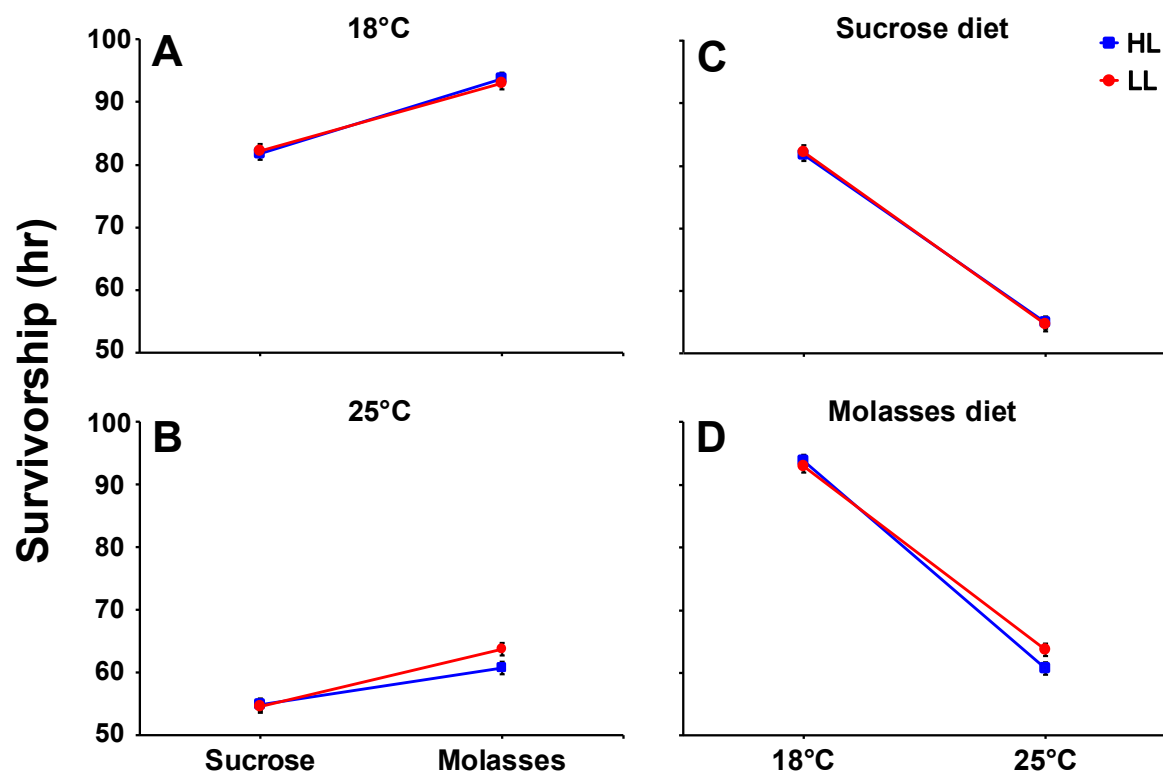 A
18°C
100
90
80
70
60
50
C
Sucrose diet
HL
LL
Survivorship (hr)
B
25°C
100
90
80
70
60
50
Sucrose
Molasses
D
Molasses diet
18°C
25°C